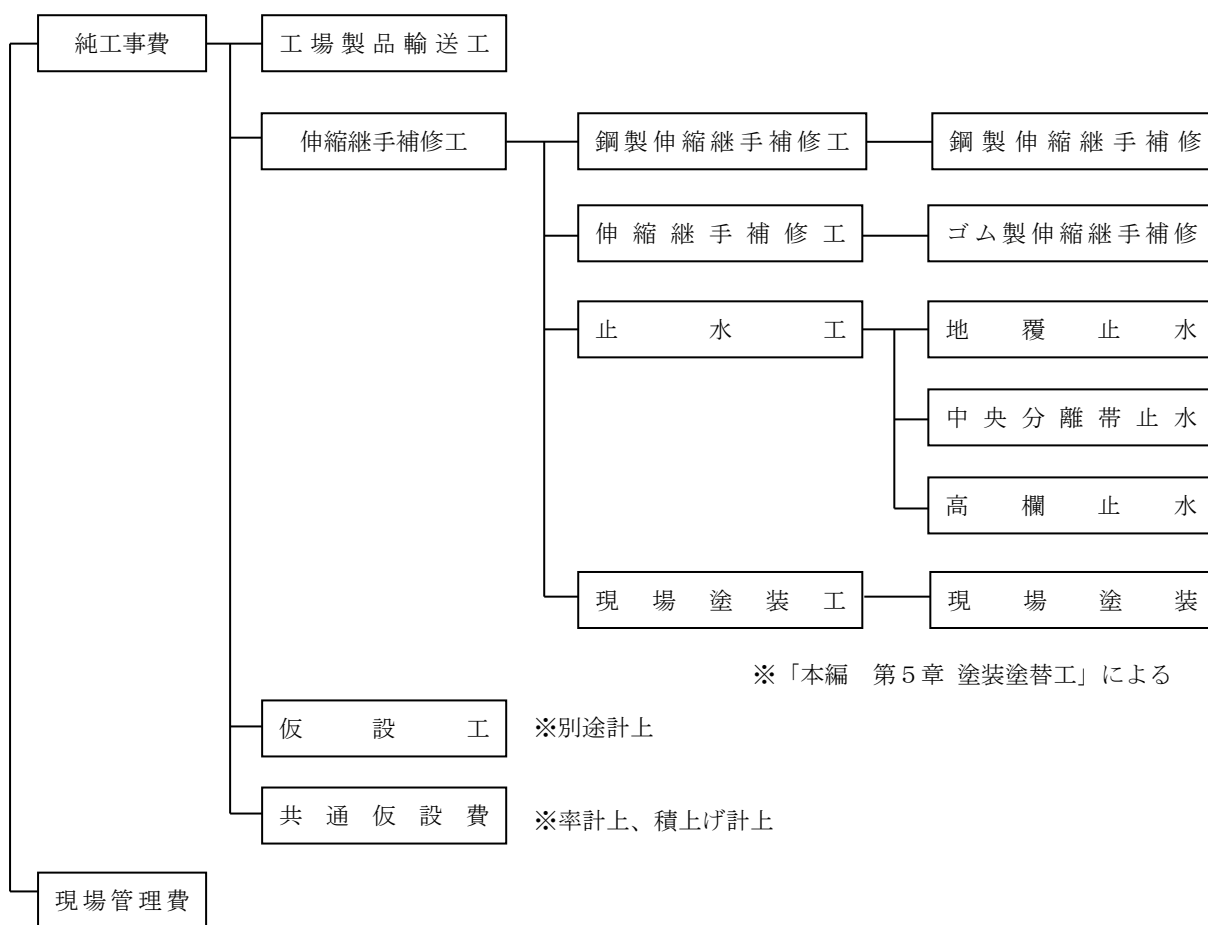 純工事費
工場製品輸送工
伸縮継手補修工
鋼製伸縮継手補修工
鋼製伸縮継手補修
伸縮継手補修工
ゴム製伸縮継手補修
止水工
地覆止水
中央分離帯止水
高欄止水
現場塗装工
現場塗装
※「本編　第５章 塗装塗替工」による
仮設工
※別途計上
共通仮設費
※率計上、積上げ計上
現場管理費